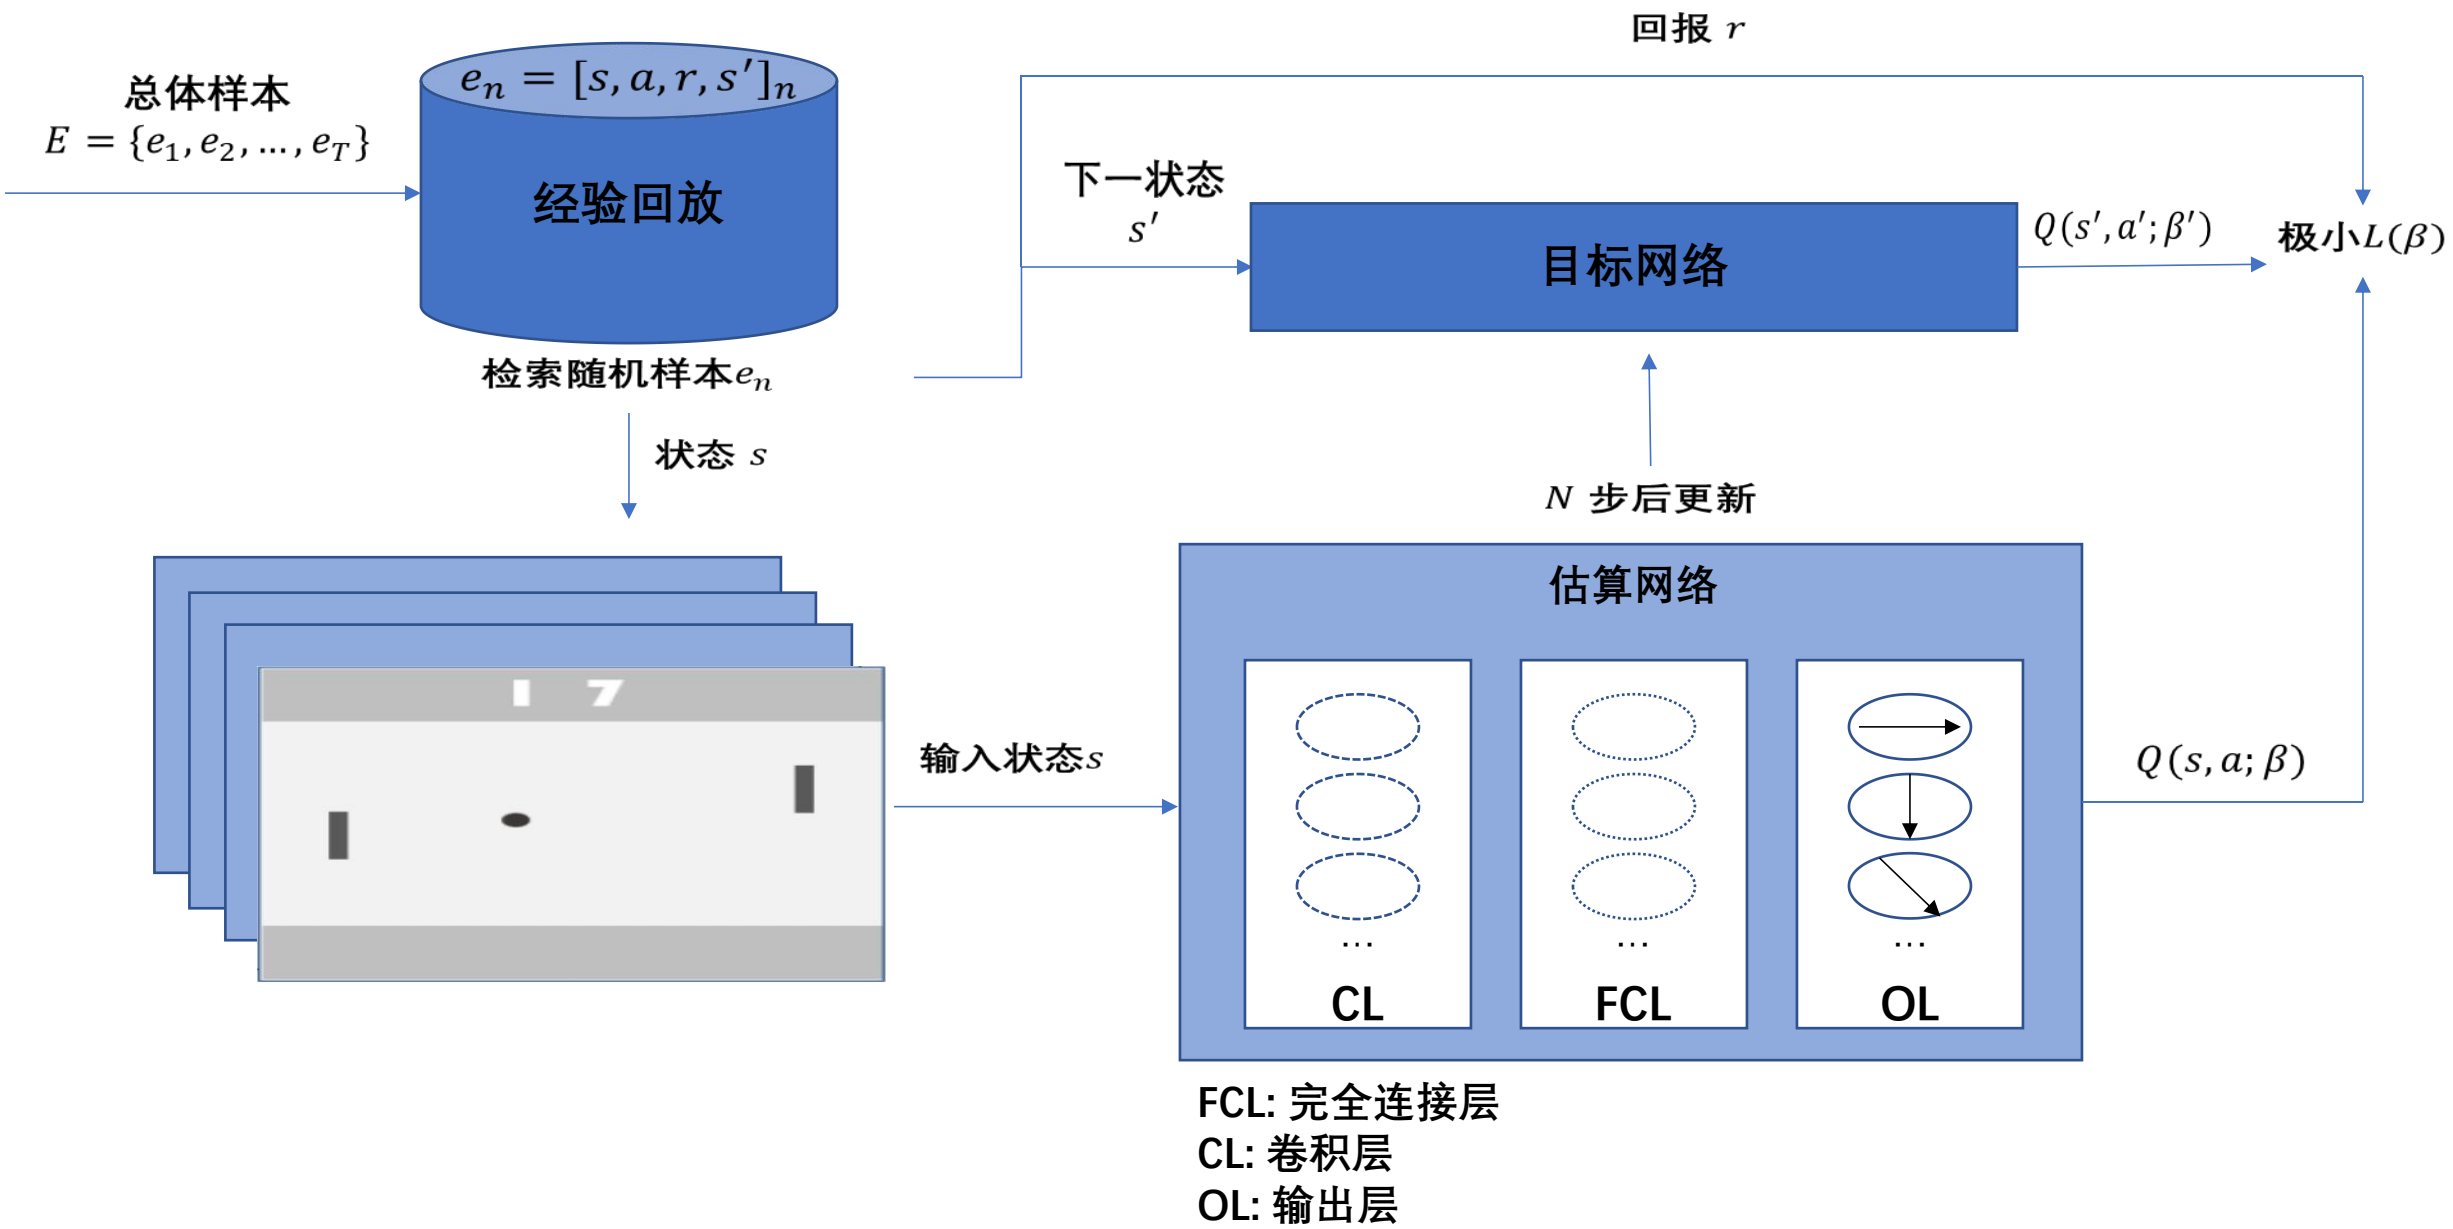 回报 r
总体样本
E = {e₁, e₂, …, e_T}
eₙ = [s, a, r, s′]ₙ
经验回放
下一状态
s′
目标网络
Q(s′, a′; β′)
极小L(β)
检索随机样本eₙ
状态 s
N 步后更新
估算网络
1 7
输入状态s
Q(s, a; β)
… … …
CL FCL OL
FCL: 完全连接层
CL: 卷积层
OL: 输出层